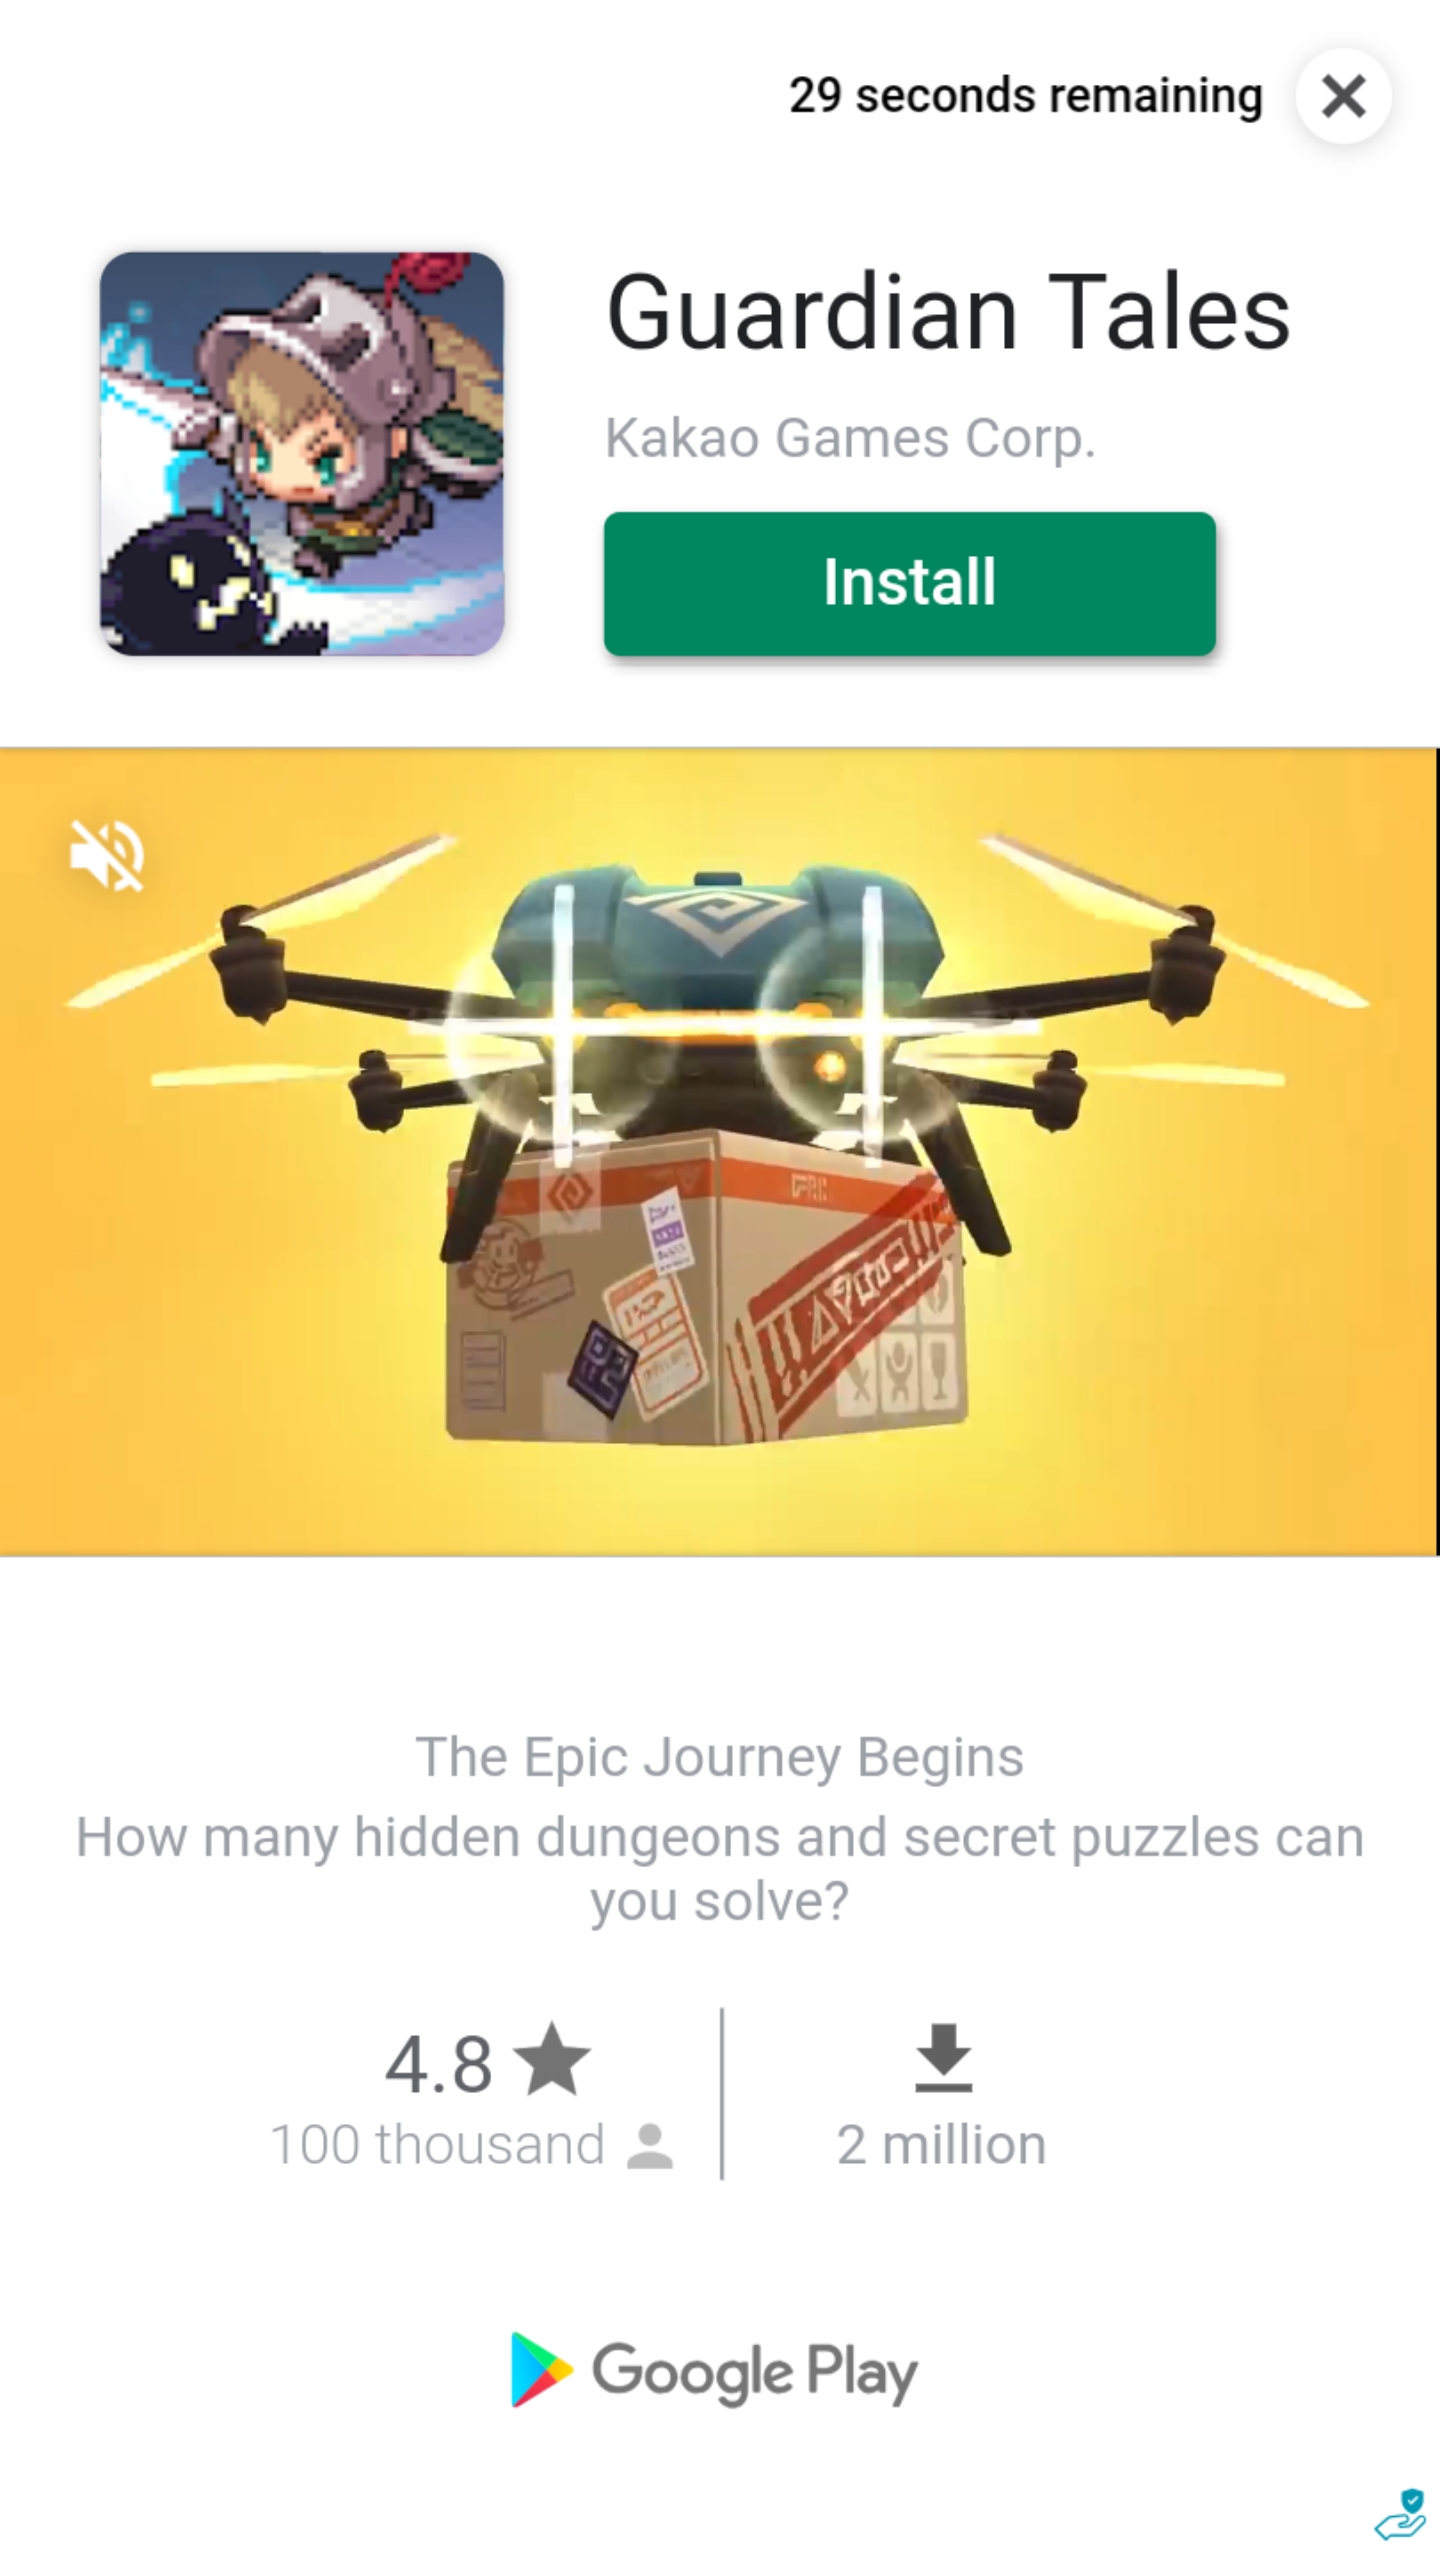 29 seconds remaining
Guardian Tales
Kakao Games Corp.
Install
The Epic Journey Begins
How many hidden dungeons and secret puzzles can
you solve?
4.8
100 thousand
2 million
Google Play